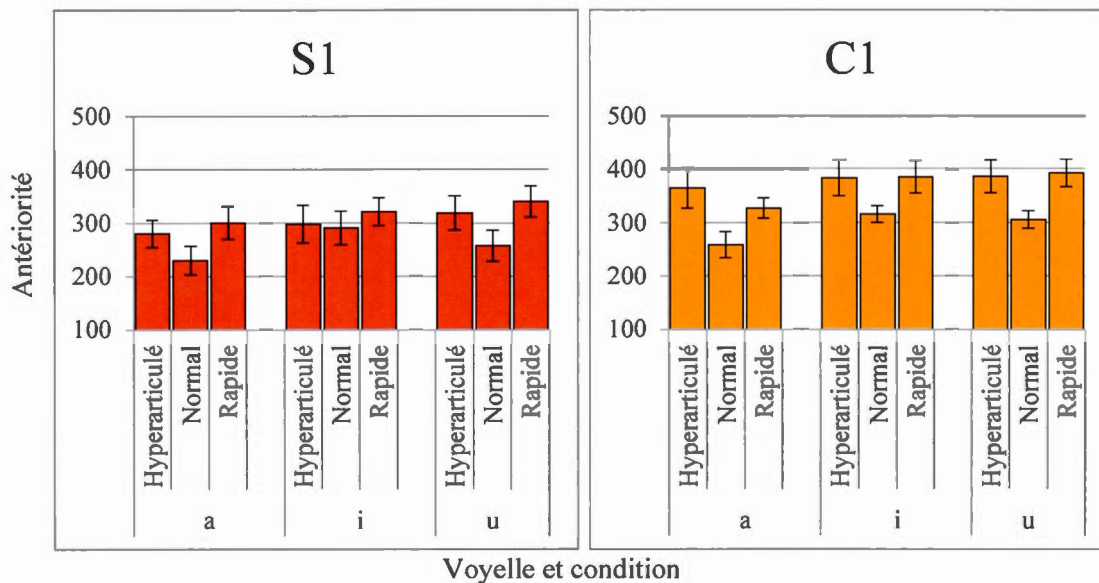 S1
500
400
300
200
100
Antériorité
Hyperarticulé
Normal
Rapide
Hyperarticulé
Normal
Rapide
Hyperarticulé
Normal
Rapide
a
i
u
C1
500
400
300
200
100
Hyperarticulé
Normal
Rapide
Hyperarticulé
Normal
Rapide
Hyperarticulé
Normal
Rapide
a
i
u
Voyelle et condition